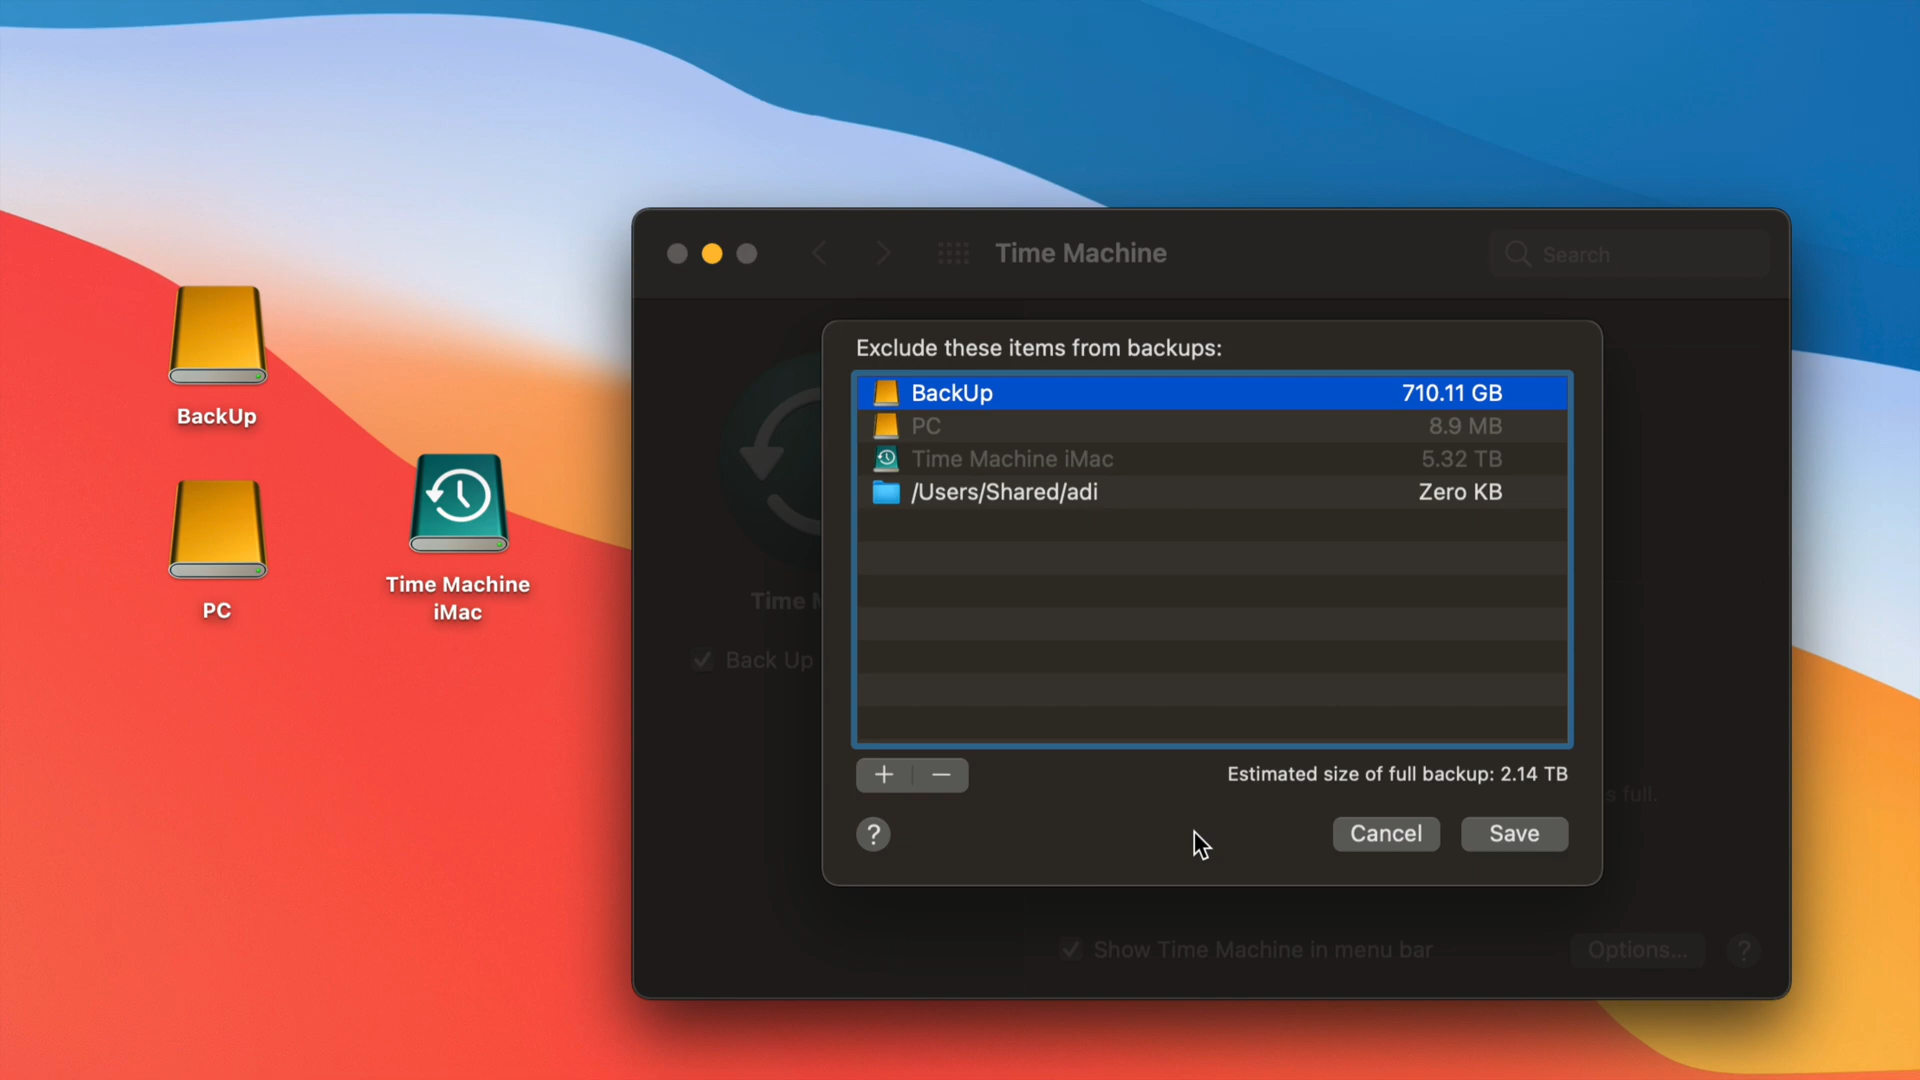 BackUp
PC
Time Machine
iMac
Time Machine
Search
Exclude these items from backups:
BackUp 710.11 GB
PC 8.9 MB
Time Machine iMac 5.32 TB
/Users/Shared/adi Zero KB
Time M
Back Up
+ −
Estimated size of full backup: 2.14 TB
s full.
?
Cancel
Save
Show Time Machine in menu bar
Options...
?